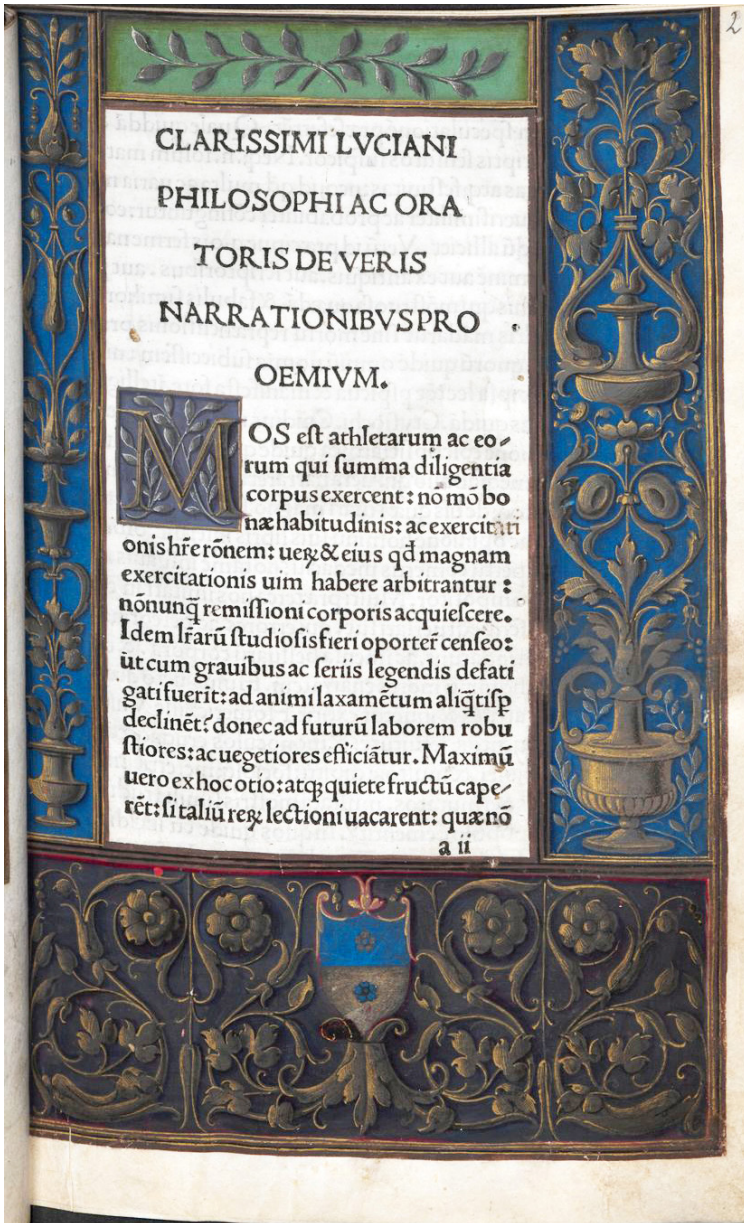 2
CLARISSIMI LVCIANI
PHILOSOPHI AC ORA
TORIS DE VERIS
NARRATIONIBVS PRO
OEMIVM.
MOS est athletarum ac eo⸗
rum qui summa diligentia
corpus exercent: nō mō bo
næ habitudinis: ac exercitati
onis hr̄e rōnem: ueꝝ & eius qđ magnam
exercitationis uim habere arbitrantur:
nōnunq̄ remissioni corporis acquiescere.
Idem lr̄arū studiosis fieri oporter̄ censeo:
ut cum grauibus ac seriis legendis defati
gati fuerīt: ad animi laxamētum aliq̄tisp
declinēt: donec ad futurū laborem robu
stiores: ac uegetiores efficiātur. Maximū
uero ex hoc otio: atq; quiete fructū cape⸗
rēt: si taliū reꝝ lectioni uacarent: quæ nō
a ii